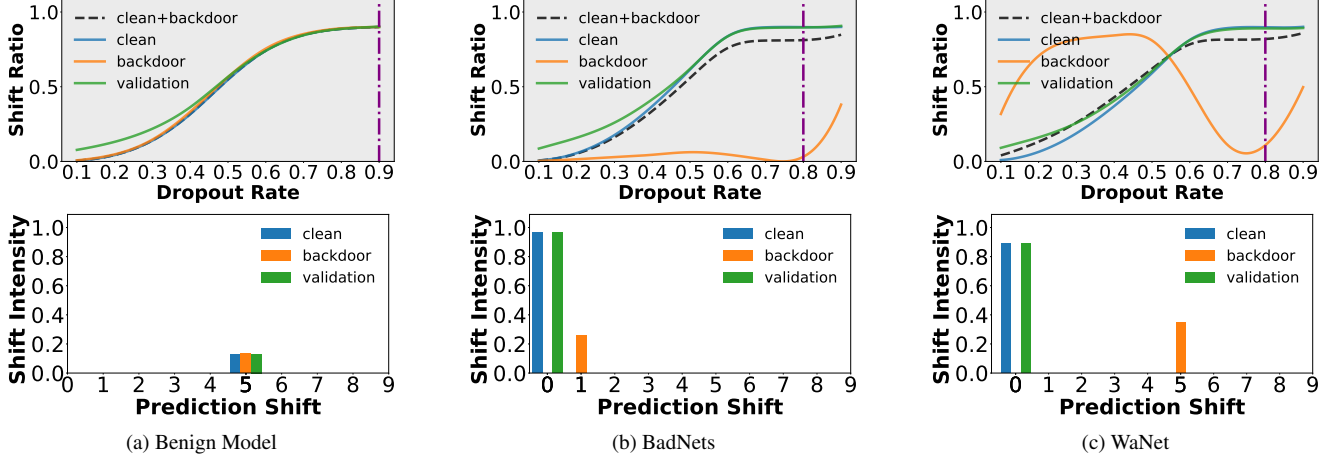 Shift Ratio
1.0
0.5
0.0
clean+backdoor
clean
backdoor
validation
0.1 0.2 0.3 0.4 0.5 0.6 0.7 0.8 0.9
Dropout Rate
Shift Ratio
1.0
0.5
0.0
clean+backdoor
clean
backdoor
validation
0.1 0.2 0.3 0.4 0.5 0.6 0.7 0.8 0.9
Dropout Rate
Shift Ratio
1.0
0.5
0.0
clean+backdoor
clean
backdoor
validation
0.1 0.2 0.3 0.4 0.5 0.6 0.7 0.8 0.9
Dropout Rate
Shift Intensity
1.0
0.8
0.6
0.4
0.2
0.0
clean
backdoor
validation
0 1 2 3 4 5 6 7 8 9
Prediction Shift
Shift Intensity
1.0
0.8
0.6
0.4
0.2
0.0
clean
backdoor
validation
0 1 2 3 4 5 6 7 8 9
Prediction Shift
Shift Intensity
1.0
0.8
0.6
0.4
0.2
0.0
clean
backdoor
validation
0 1 2 3 4 5 6 7 8 9
Prediction Shift
(a) Benign Model
(b) BadNets
(c) WaNet